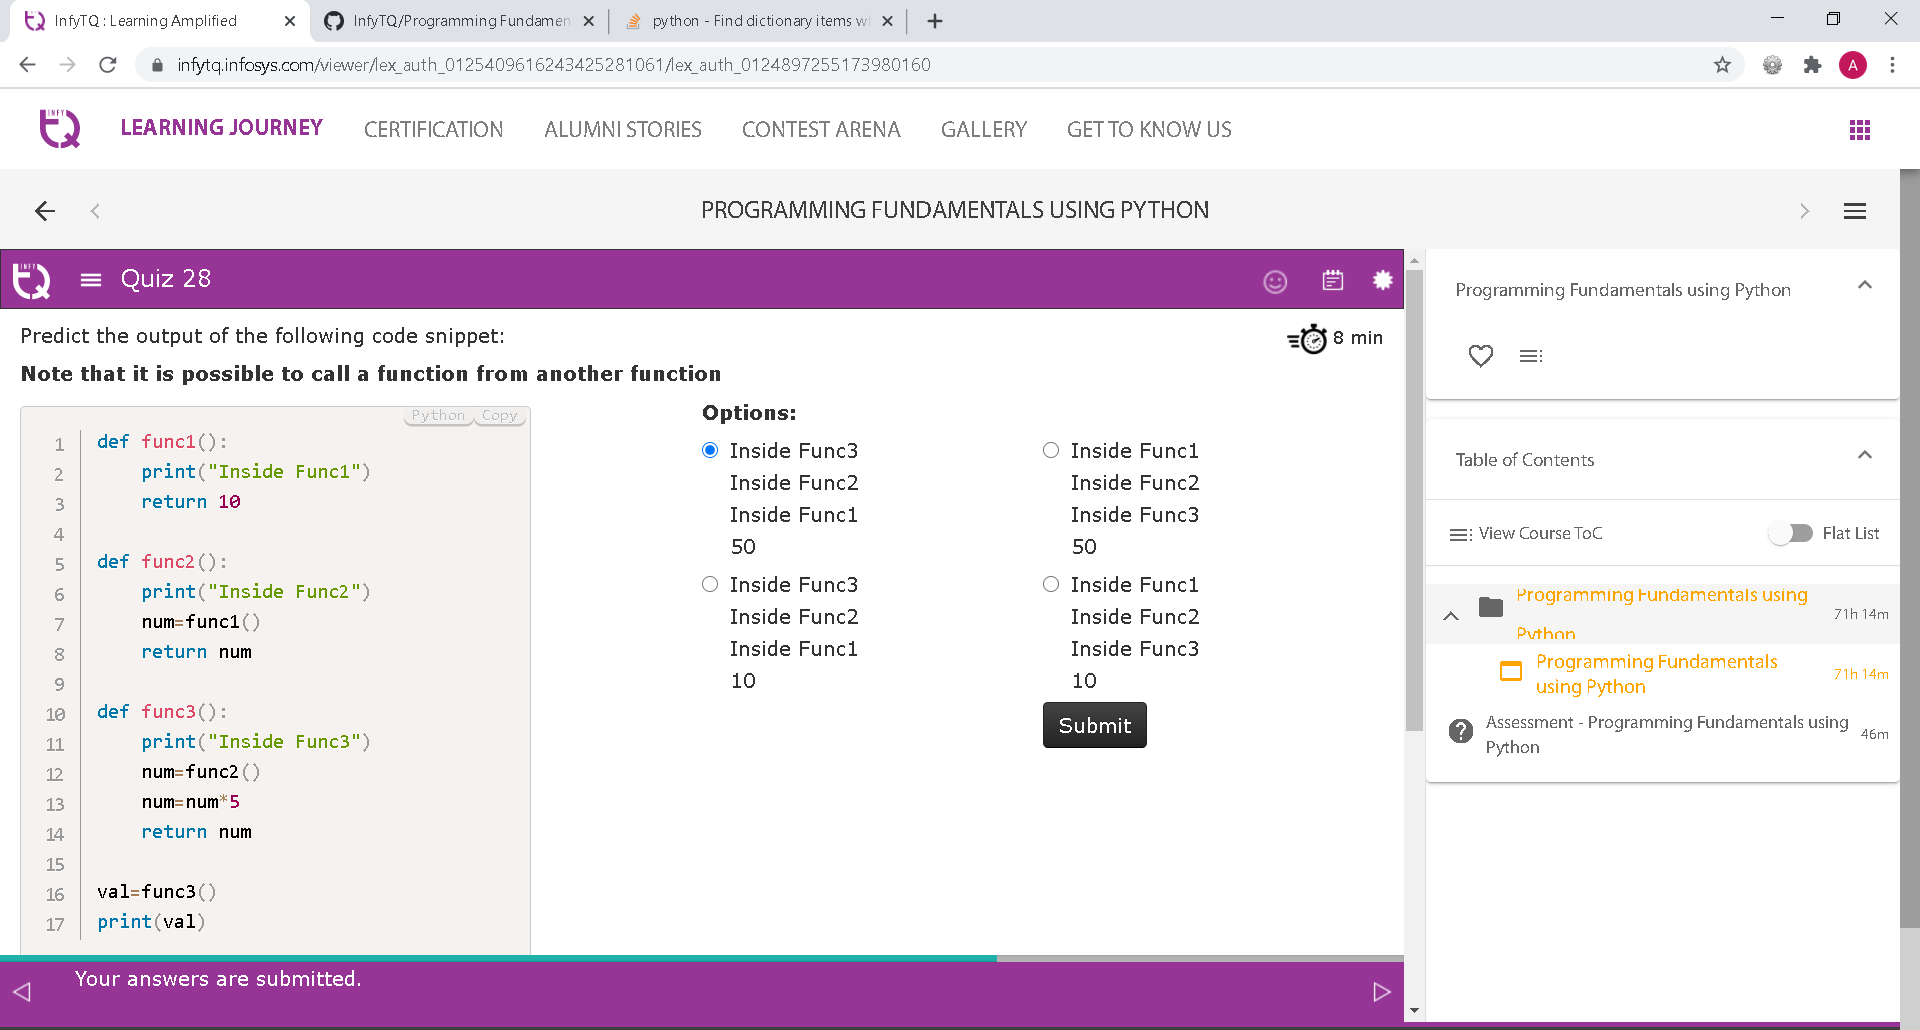 InfyTQ : Learning Amplified
InfyTQ/Programming Fundamen
python - Find dictionary items w
infytq.infosys.com/viewer/lex_auth_0125409616243425281061/lex_auth_0124897255173980160
A
INFY
TQ
LEARNING JOURNEY
CERTIFICATION
ALUMNI STORIES
CONTEST ARENA
GALLERY
GET TO KNOW US
PROGRAMMING FUNDAMENTALS USING PYTHON
INFY
TQ
Quiz 28
Predict the output of the following code snippet:
8 min
Note that it is possible to call a function from another function
Python
Copy
1 def func1():
2     print("Inside Func1")
3     return 10
4
5 def func2():
6     print("Inside Func2")
7     num=func1()
8     return num
9
10 def func3():
11     print("Inside Func3")
12     num=func2()
13     num=num*5
14     return num
15
16 val=func3()
17 print(val)
Options:
Inside Func3
Inside Func2
Inside Func1
50
Inside Func1
Inside Func2
Inside Func3
50
Inside Func3
Inside Func2
Inside Func1
10
Inside Func1
Inside Func2
Inside Func3
10
Submit
Your answers are submitted.
Programming Fundamentals using Python
Table of Contents
View Course ToC
Flat List
Programming Fundamentals using
Python
71h 14m
Programming Fundamentals
using Python
71h 14m
Assessment - Programming Fundamentals using
Python
46m